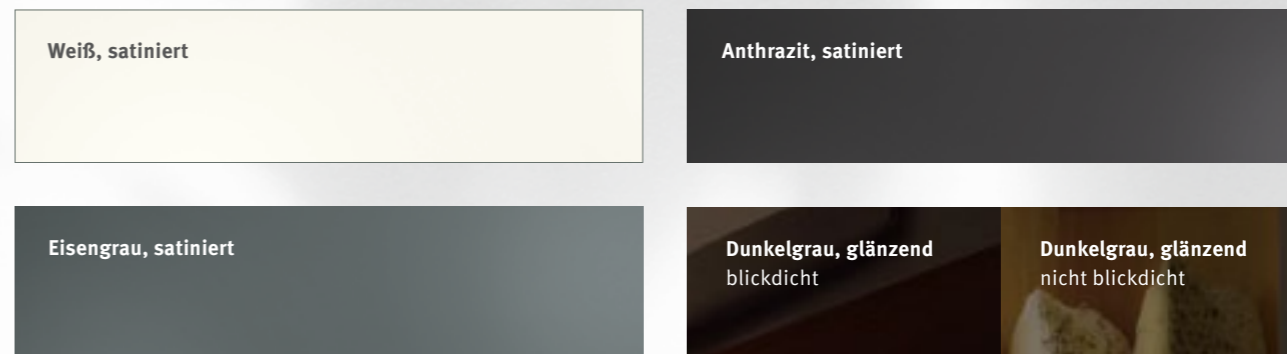 Weiß, satiniert
Anthrazit, satiniert
Eisengrau, satiniert
Dunkelgrau, glänzend
blickdicht
Dunkelgrau, glänzend
nicht blickdicht